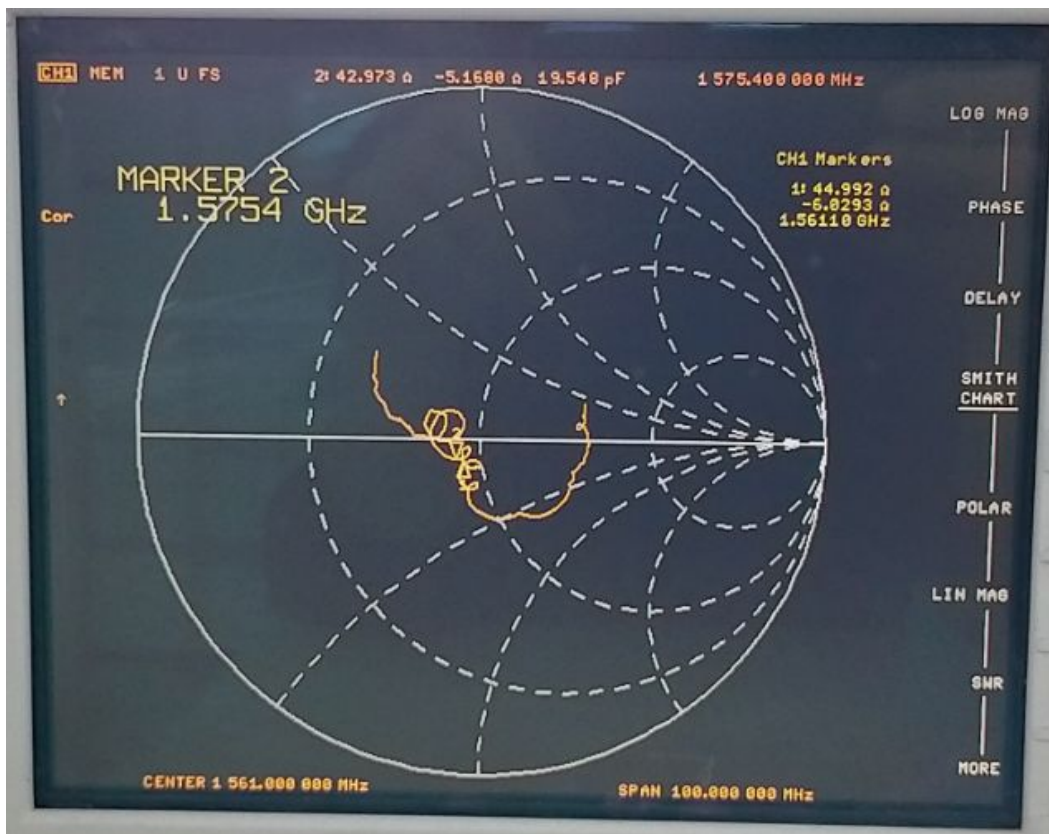 CH1 MEM 1 U FS 2: 42.973 Ω -5.1680 Ω 19.548 pF 1 575.400 000 MHz
LOG MAG
CH1 Markers
1: 44.992 Ω
-6.0293 Ω
1.56110 GHz
MARKER 2
1.5754 GHz
Cor
PHASE
DELAY
SMITH
CHART
↑
2
POLAR
LIN MAG
SWR
MORE
CENTER 1 561.000 000 MHz SPAN 100.000 000 MHz